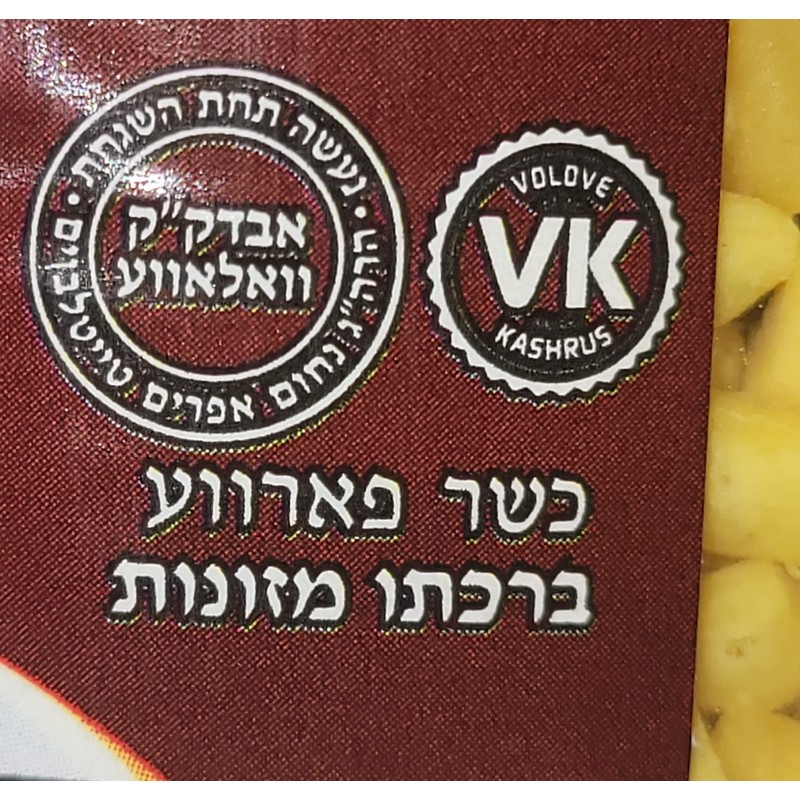 נעשה תחת השגחת
הרה"ג נחום אפרים טייטלבוים
אבדק"ק
וואלאווע
VOLOVE
VK
KASHRUS
כשר פארווע
ברכתו מזונות